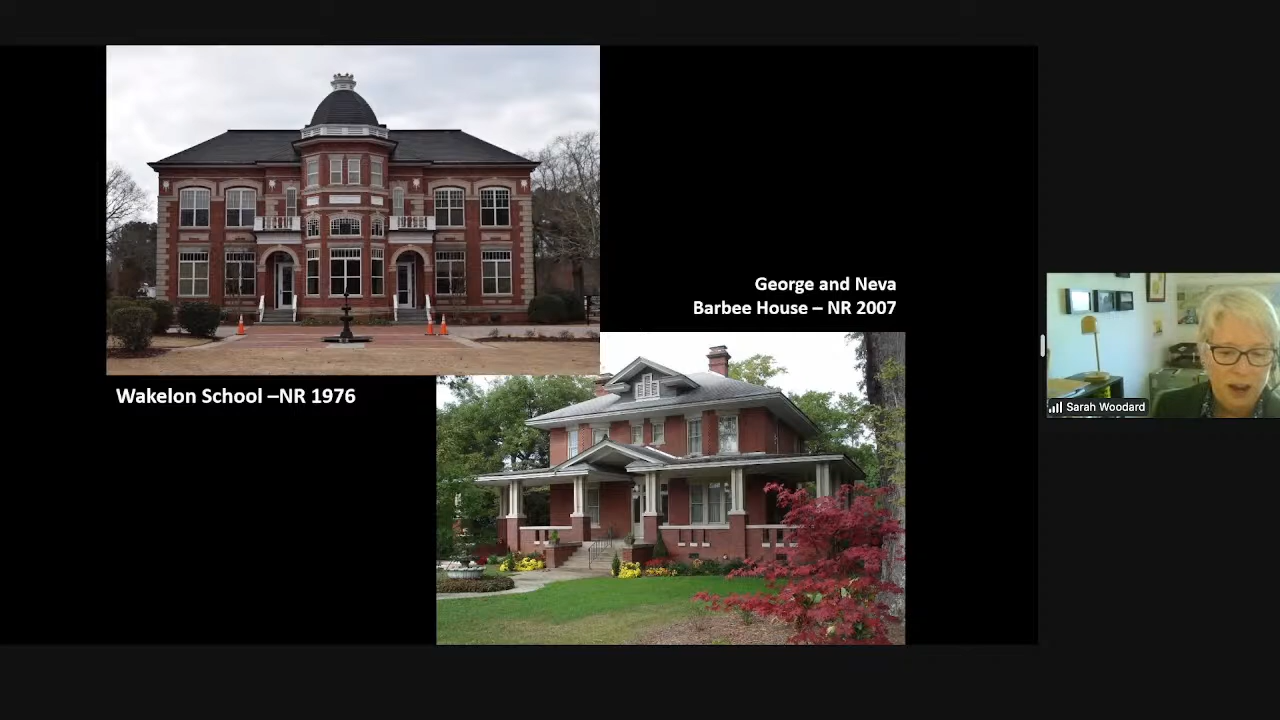 George and Neva
Barbee House – NR 2007
Wakelon School –NR 1976
Sarah Woodard